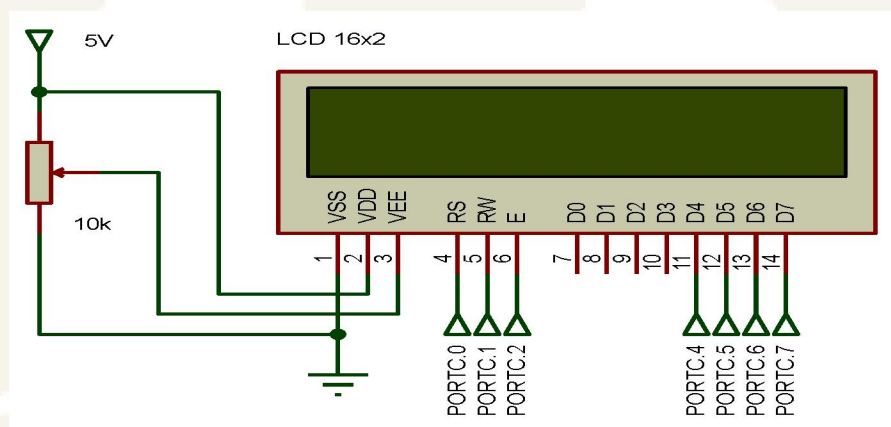 5V
LCD 16x2
10k
VSS
VDD
VEE
RS
RW
E
D0
D1
D2
D3
D4
D5
D6
D7
1
2
3
4
5
6
7
8
9
10
11
12
13
14
PORTC.0
PORTC.1
PORTC.2
PORTC.4
PORTC.5
PORTC.6
PORTC.7